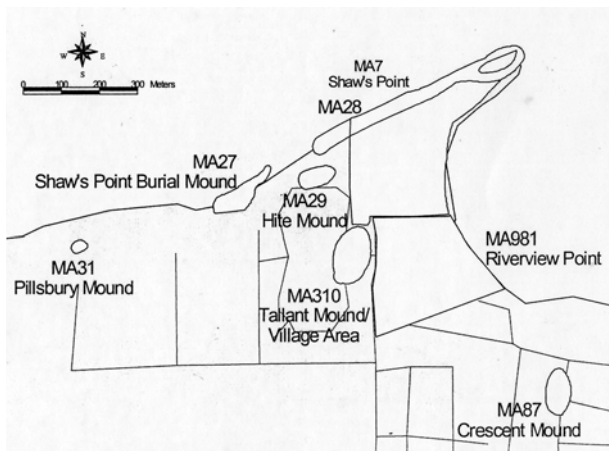 N
W E
S
0 100 200 300 Meters
MA7
Shaw's Point
MA28
MA27
Shaw's Point Burial Mound
MA29
Hite Mound
MA981
Riverview Point
MA31
Pillsbury Mound
MA310
Tallant Mound/
Village Area
MA87
Crescent Mound